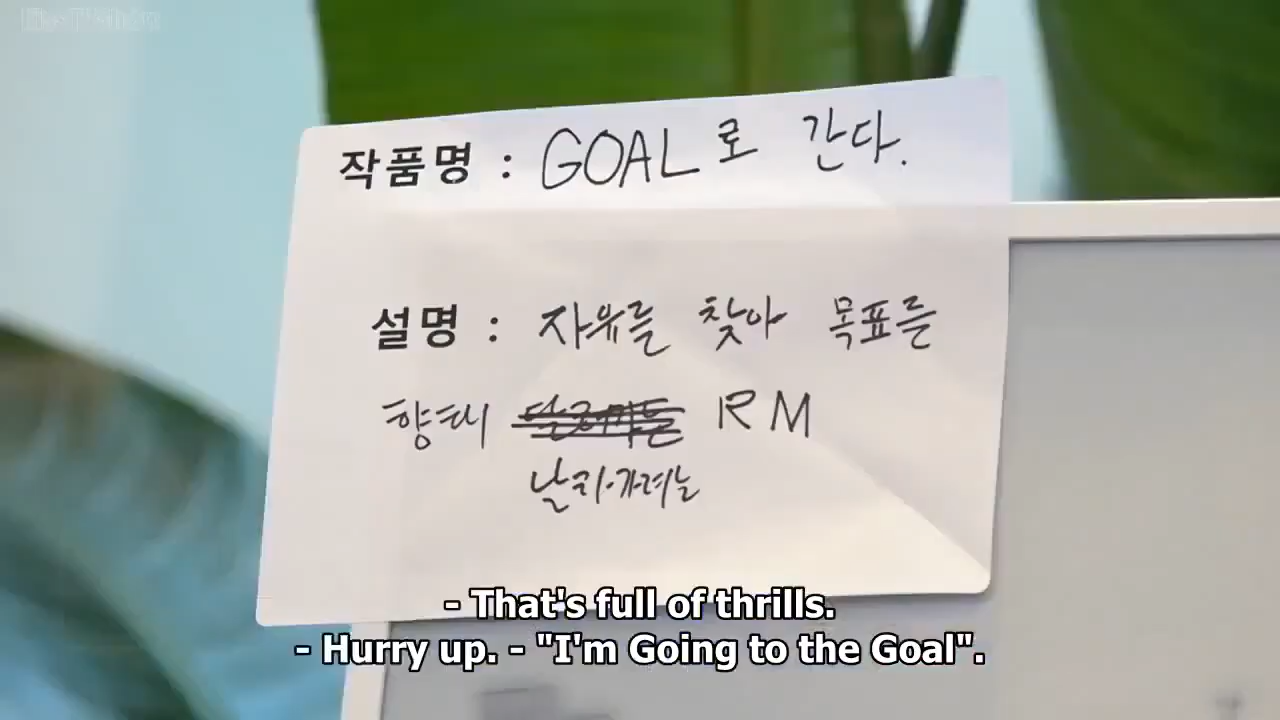 작품명 : GOAL로 간다.
설명 : 자유를 찾아 목표를
향해 RM
날라가려는
- That's full of thrills.
- Hurry up. - "I'm Going to the Goal".